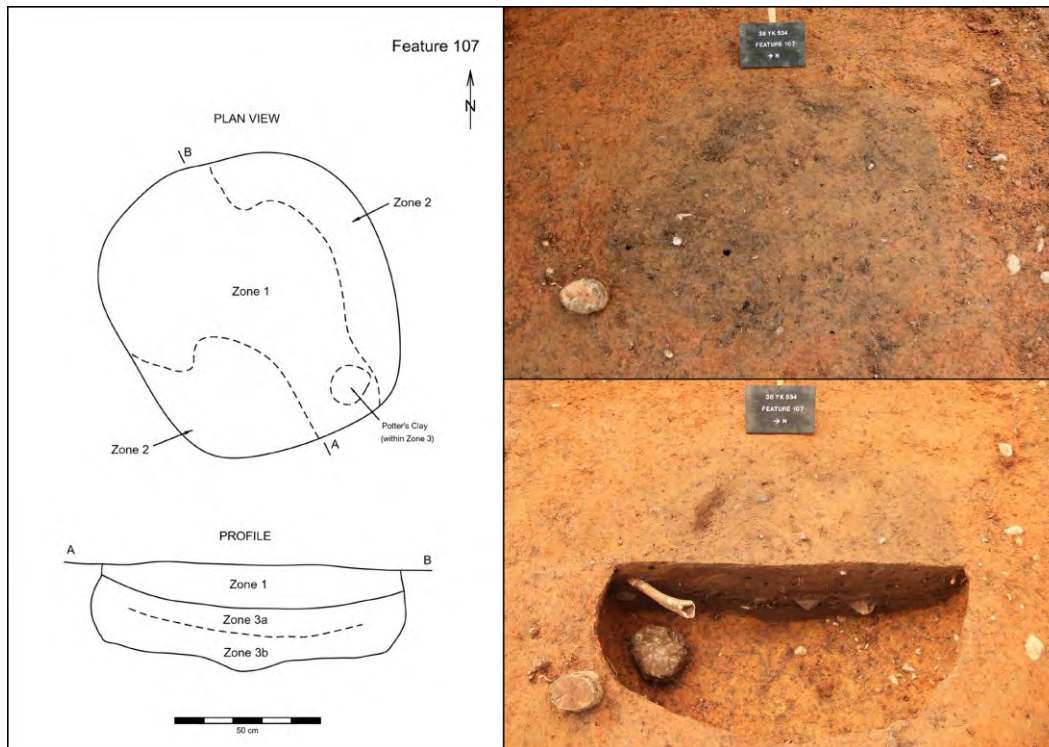 Feature 107
N
PLAN VIEW
B
Zone 2
Zone 1
Potter's Clay
(within Zone 3)
Zone 2
A
PROFILE
A
B
Zone 1
Zone 3a
Zone 3b
50 cm
38 YK 534
FEATURE 107
→ N
38 YK 534
FEATURE 107
→ N